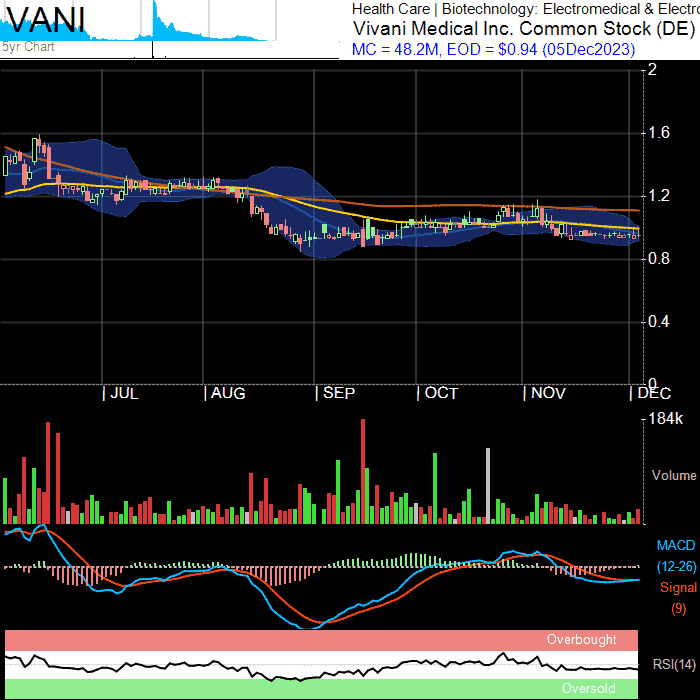 VANI
5yr Chart
Health Care | Biotechnology: Electromedical & Electro
Vivani Medical Inc. Common Stock (DE)
MC = 48.2M, EOD = $0.94 (05Dec2023)
2
1.6
1.2
0.8
0.4
0
JUL
AUG
SEP
OCT
NOV
DEC
184k
Volume
MACD
(12-26)
Signal
(9)
Overbought
RSI(14)
Oversold